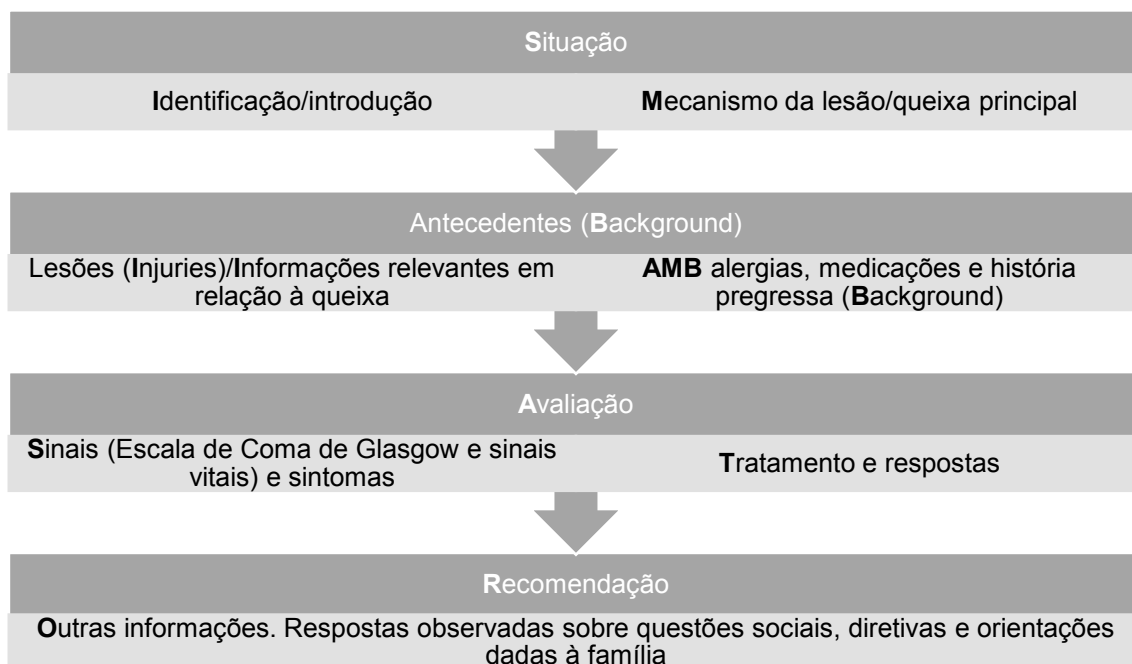 Situação
Identificação/introdução
Mecanismo da lesão/queixa principal
Antecedentes (Background)
Lesões (Injuries)/Informações relevantes em
relação à queixa
AMB alergias, medicações e história
pregressa (Background)
Avaliação
Sinais (Escala de Coma de Glasgow e sinais
vitais) e sintomas
Tratamento e respostas
Recomendação
Outras informações. Respostas observadas sobre questões sociais, diretivas e orientações
dadas à família